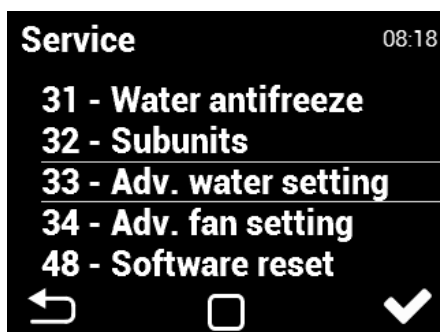 Service
08:18
31 - Water antifreeze
32 - Subunits
33 - Adv. water setting
34 - Adv. fan setting
48 - Software reset